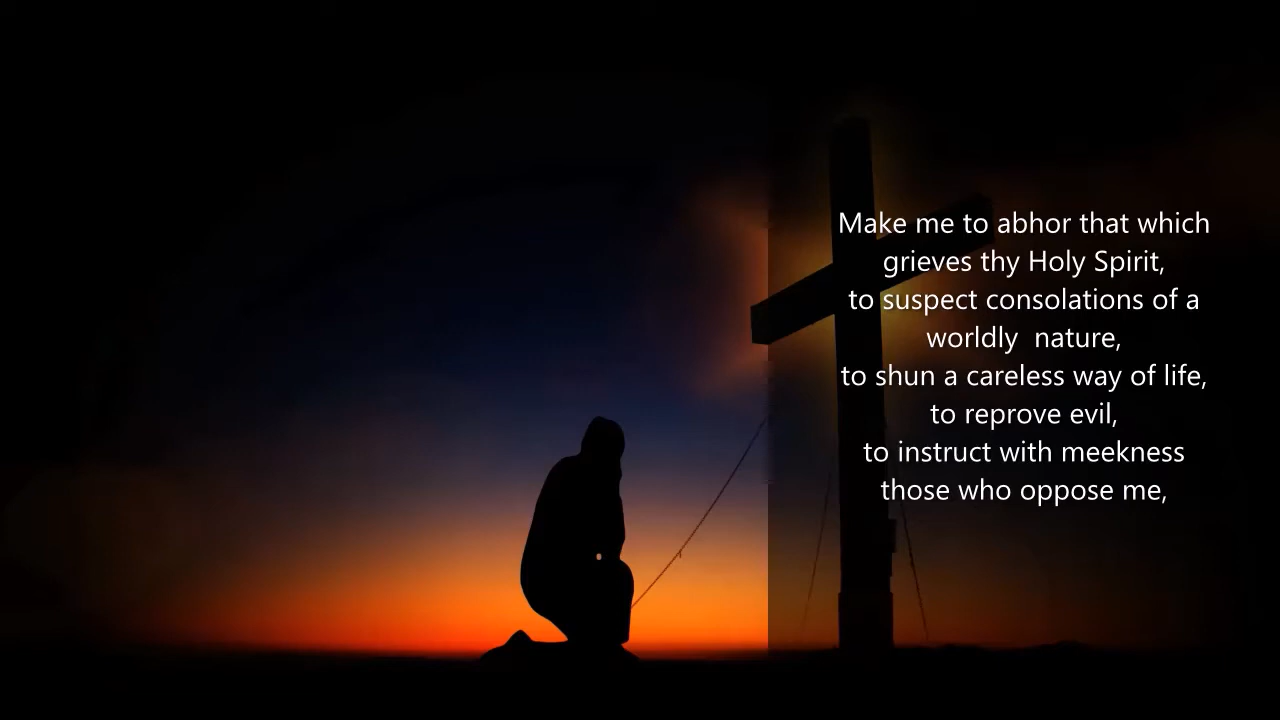 Make me to abhor that which
grieves thy Holy Spirit,
to suspect consolations of a
worldly  nature,
to shun a careless way of life,
to reprove evil,
to instruct with meekness
those who oppose me,